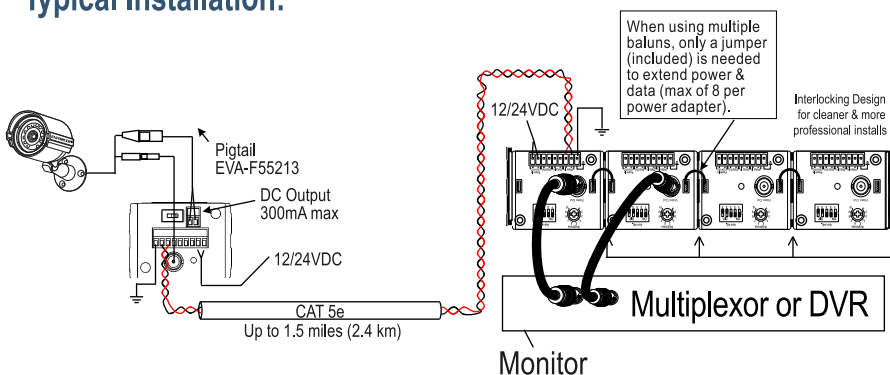 Typical Installation:
When using multiple
baluns, only a jumper
(included) is needed
to extend power &
data (max of 8 per
power adapter).
Interlocking Design
for cleaner & more
professional installs
12/24VDC
Pigtail
EVA-F55213
DC Output
300mA max
12/24VDC
CAT 5e
Up to 1.5 miles (2.4 km)
Multiplexor or DVR
Monitor